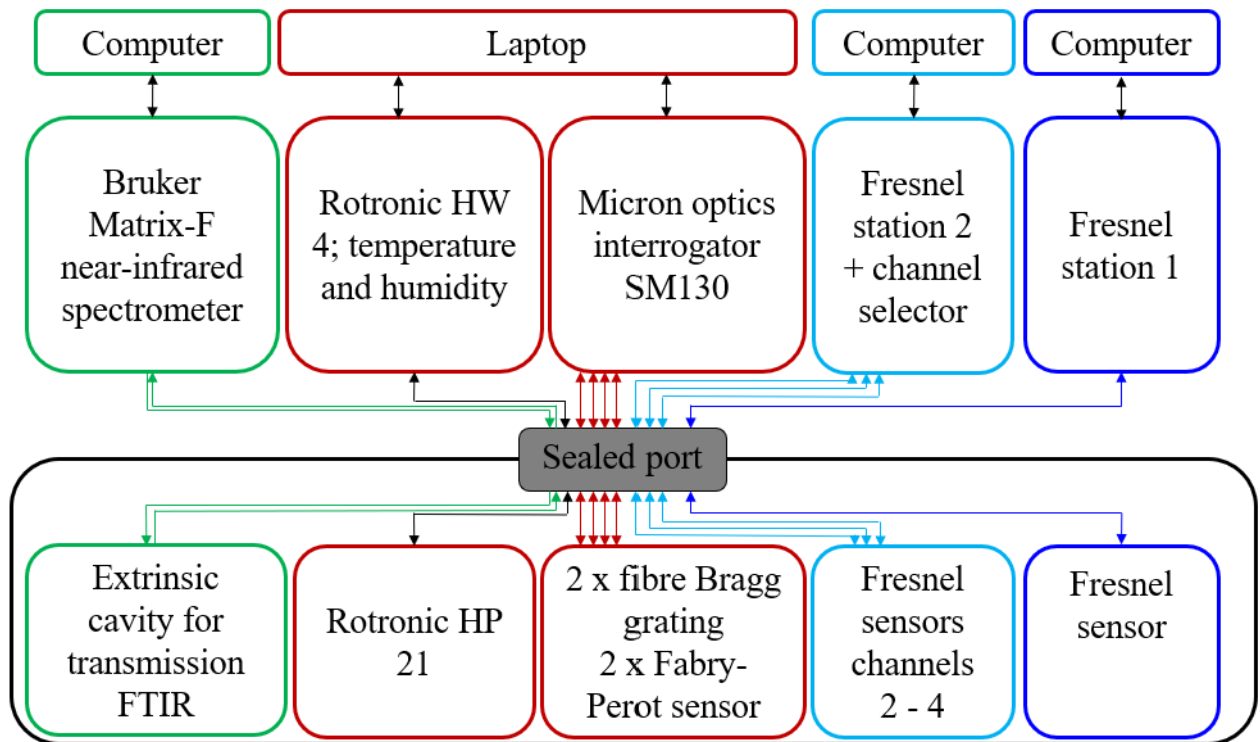 Computer
Laptop
Computer
Computer
Bruker
Matrix-F
near-infrared
spectrometer
Rotronic HW
4; temperature
and humidity
Micron optics
interrogator
SM130
Fresnel
station 2
+ channel
selector
Fresnel
station 1
Sealed port
Extrinsic
cavity for
transmission
FTIR
Rotronic HP
21
2 x fibre Bragg
grating
2 x Fabry-
Perot sensor
Fresnel
sensors
channels
2 - 4
Fresnel
sensor